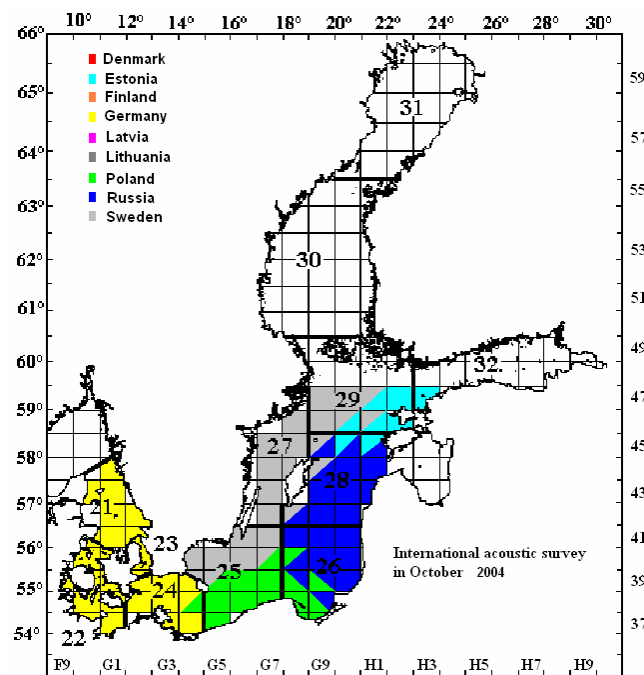 10° 12° 14° 16° 18° 20° 22° 24° 26° 28° 30°
66°
65°
64°
63°
62°
61°
60°
59°
58°
57°
56°
55°
54°
Denmark
Estonia
Finland
Germany
Latvia
Lithuania
Poland
Russia
Sweden
31
30
32
29
27
28
21
23
26
25
24
22
International acoustic survey
in October 2004
59
57
55
53
51
49
47
45
43
41
39
37
F9 G1 G3 G5 G7 G9 H1 H3 H5 H7 H9